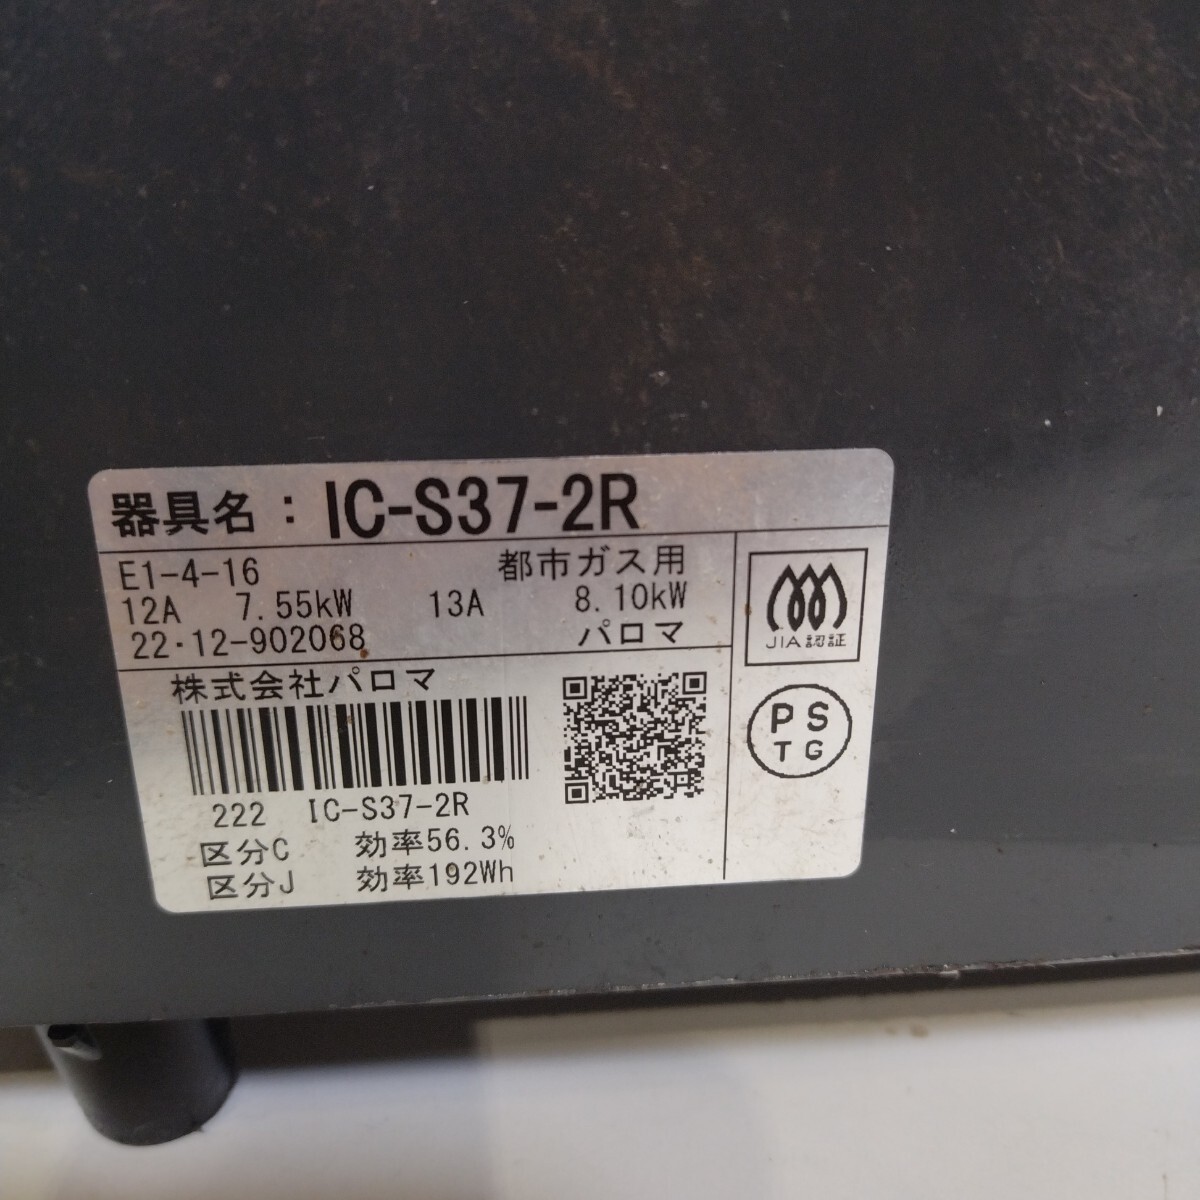 器具名：IC-S37-2R
E1-4-16 都市ガス用
12A 7.55kW 13A 8.10kW
22・12-902068 パロマ
JIA認証
株式会社パロマ
PS
TG
222 IC-S37-2R
区分C 効率56.3%
区分J 効率192Wh